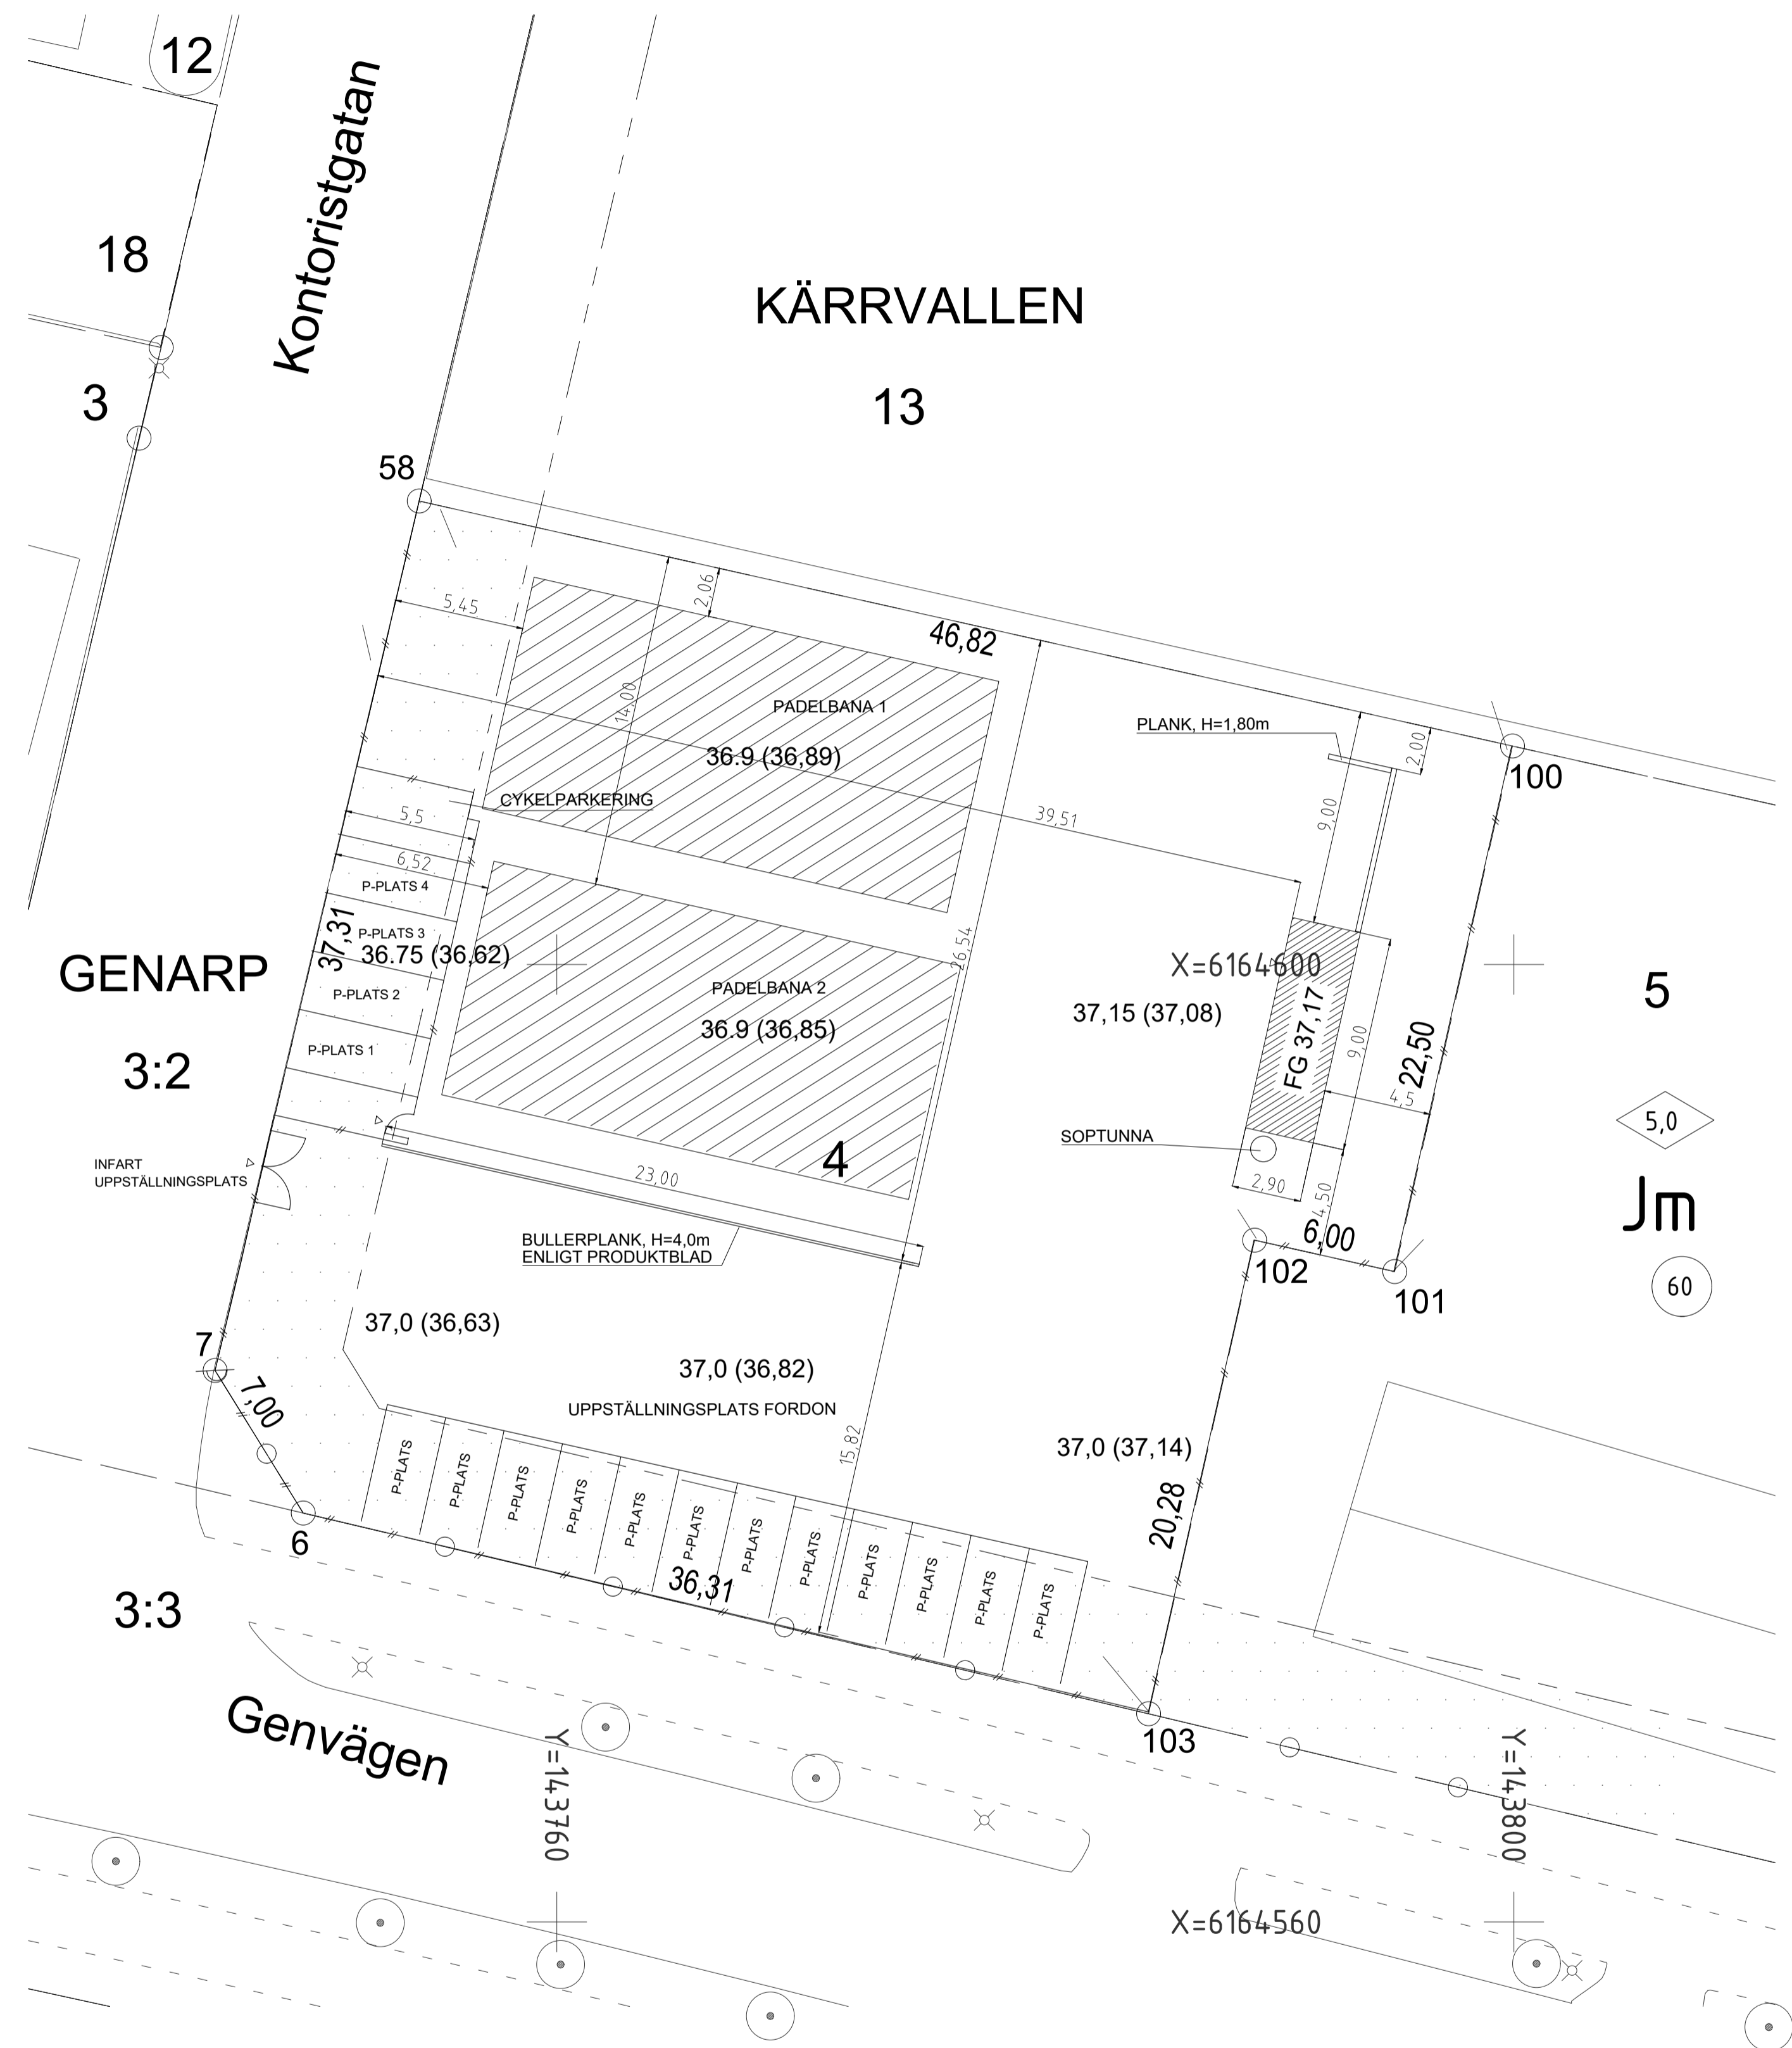 12
Kontoristgatan
18
KÄRRVALLEN
13
3
58
5,45
2,06
46,82
14,00
PADELBANA 1
36.9 (36,89)
PLANK, H=1,80m
2,00
100
CYKELPARKERING
39,51
9,00
5,5
6,52
P-PLATS 4
37,31
P-PLATS 3
36.75 (36,62)
26,54
GENARP
X=6164600
P-PLATS 2
PADELBANA 2
5
37,15 (37,08)
FG 37,17
36.9 (36,85)
P-PLATS 1
9,00
22,50
3:2
4,5
5,0
SOPTUNNA
4
INFART
UPPSTÄLLNINGSPLATS
23,00
2,90
4,50
Jm
6,00
BULLERPLANK, H=4,0m
ENLIGT PRODUKTBLAD
102
60
101
37,0 (36,63)
7
37,0 (36,82)
7,00
UPPSTÄLLNINGSPLATS FORDON
15,82
37,0 (37,14)
P-PLATS
P-PLATS
P-PLATS
P-PLATS
P-PLATS
P-PLATS
P-PLATS
P-PLATS
P-PLATS
P-PLATS
P-PLATS
P-PLATS
20,28
6
36,31
3:3
103
Genvägen
Y=143760
Y=143800
X=6164560